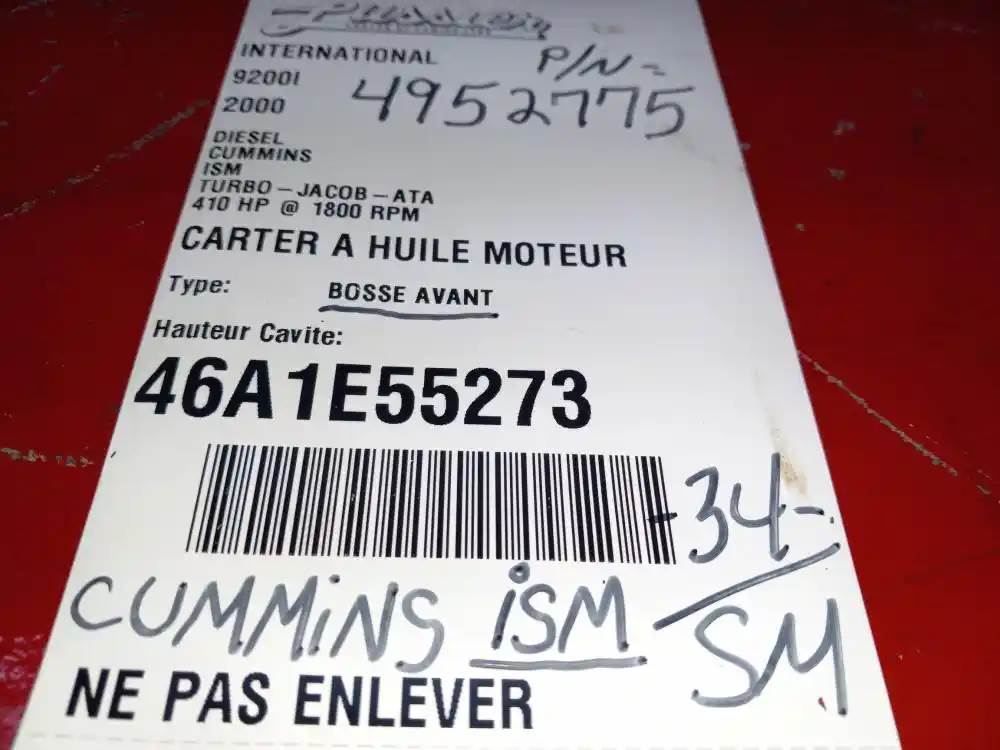 INTERNATIONAL
P/N =
9200I
4952775
2000
DIESEL
CUMMINS
ISM
TURBO - JACOB - ATA
410 HP @ 1800 RPM
CARTER A HUILE MOTEUR
Type: BOSSE AVANT
Hauteur Cavite:
46A1E55273
-34-
CUMMINS ISM
SM
NE PAS ENLEVER